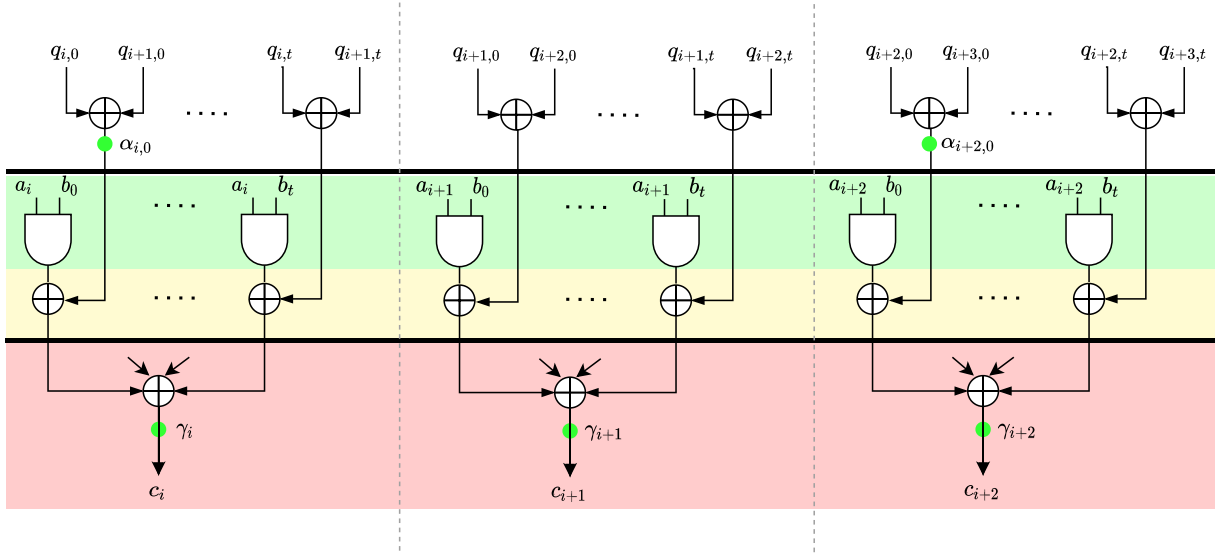 q_{i,0} q_{i+1,0} q_{i,t} q_{i+1,t} q_{i+1,0} q_{i+2,0} q_{i+1,t} q_{i+2,t} q_{i+2,0} q_{i+3,0} q_{i+2,t} q_{i+3,t}
.... .... ....
α_{i,0} α_{i+2,0}
a_i b_0 a_i b_t a_{i+1} b_0 a_{i+1} b_t a_{i+2} b_0 a_{i+2} b_t
.... .... ....
.... .... ....
γ_i γ_{i+1} γ_{i+2}
c_i c_{i+1} c_{i+2}